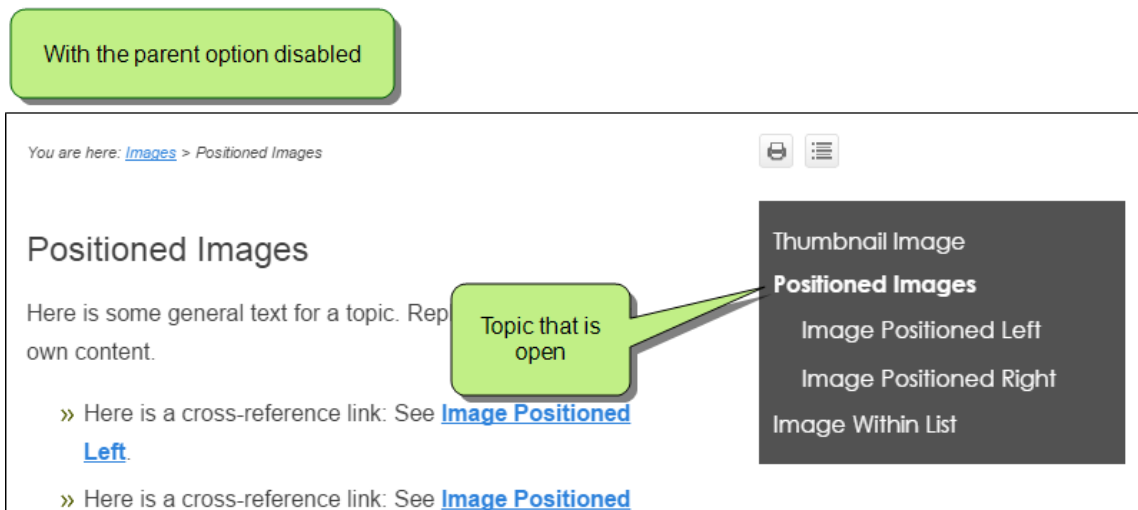 With the parent option disabled
You are here: Images > Positioned Images
Positioned Images
Here is some general text for a topic. Rep
own content.
» Here is a cross-reference link: See Image Positioned
Left.
» Here is a cross-reference link: See Image Positioned
Topic that is
open
Thumbnail Image
Positioned Images
Image Positioned Left
Image Positioned Right
Image Within List